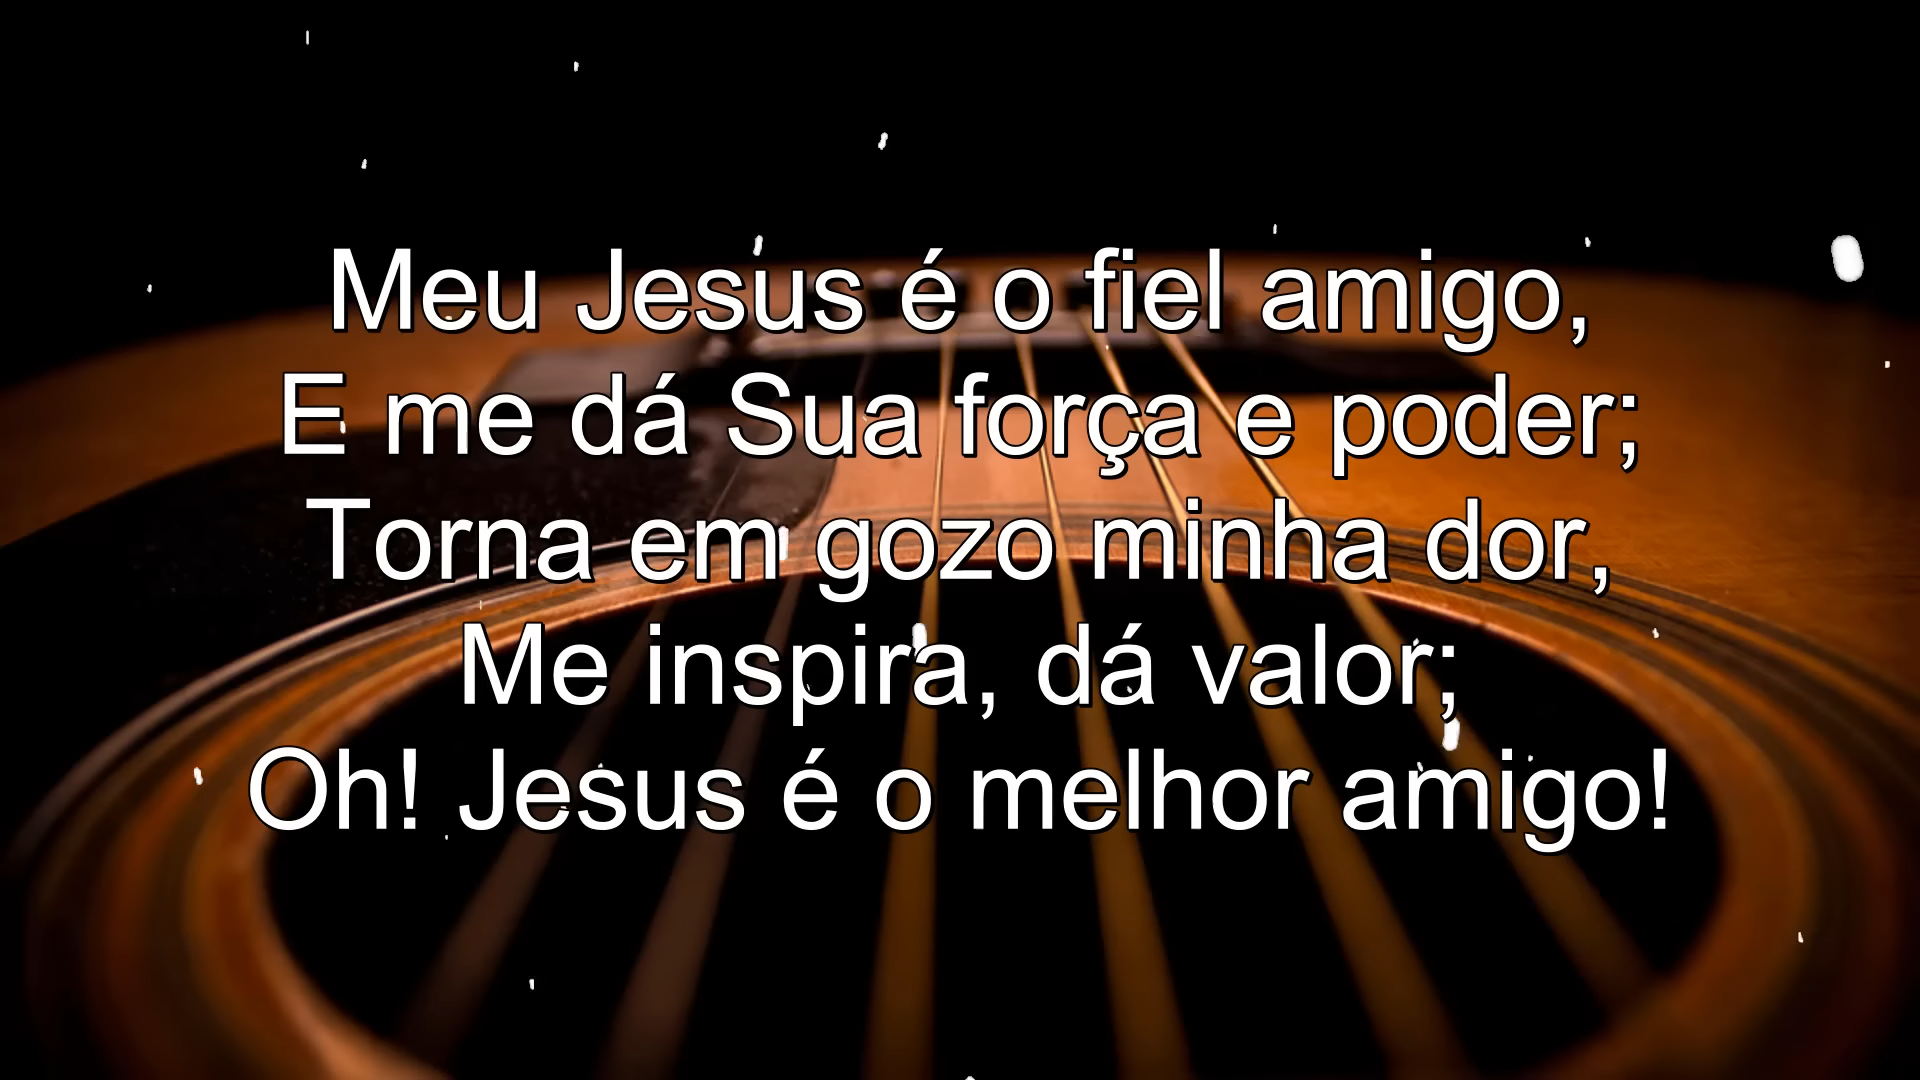 Meu Jesus é o fiel amigo,
E me dá Sua força e poder;
Torna em gozo minha dor,
Me inspira, dá valor;
Oh! Jesus é o melhor amigo!